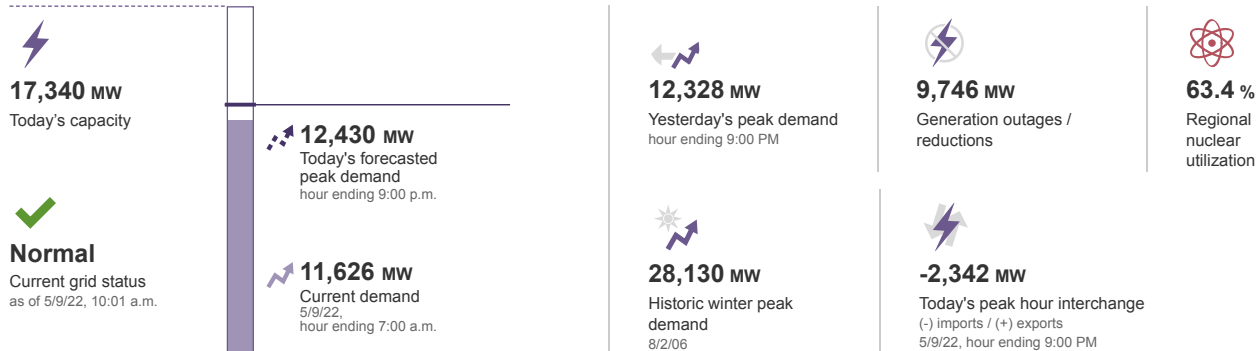 17,340 MW
Today's capacity
Normal
Current grid status
as of 5/9/22, 10:01 a.m.
12,430 MW
Today's forecasted
peak demand
hour ending 9:00 p.m.
11,626 MW
Current demand
5/9/22,
hour ending 7:00 a.m.
12,328 MW
Yesterday's peak demand
hour ending 9:00 PM
9,746 MW
Generation outages /
reductions
63.4 %
Regional
nuclear
utilization
28,130 MW
Historic winter peak
demand
8/2/06
-2,342 MW
Today's peak hour interchange
(-) imports / (+) exports
5/9/22, hour ending 9:00 PM